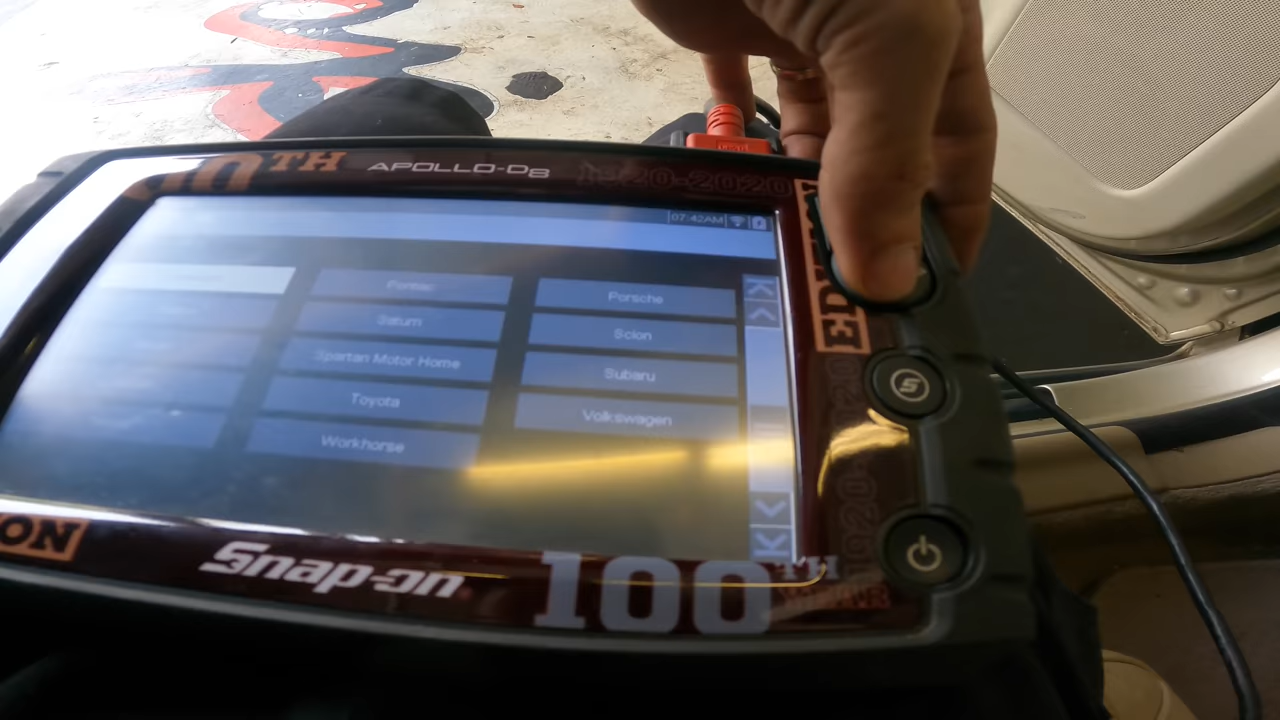 TH APOLLO-D8 1920-2020
07:42AM
Pontiac Porsche
Saturn Scion
Spartan Motor Home Subaru
Toyota Volkswagen
Workhorse
ON Snap-on 100TH